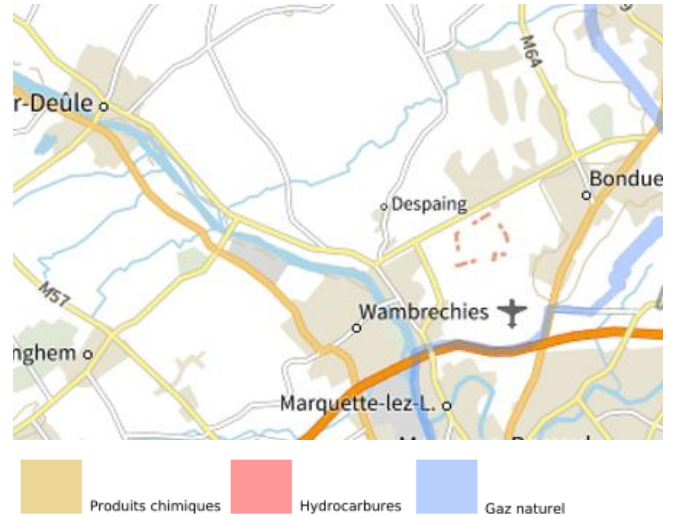 M64
r-Deûle
Bondue
Despaing
M57
Wambrechies
nghem
Marquette-lez-L.
Produits chimiques
Hydrocarbures
Gaz naturel